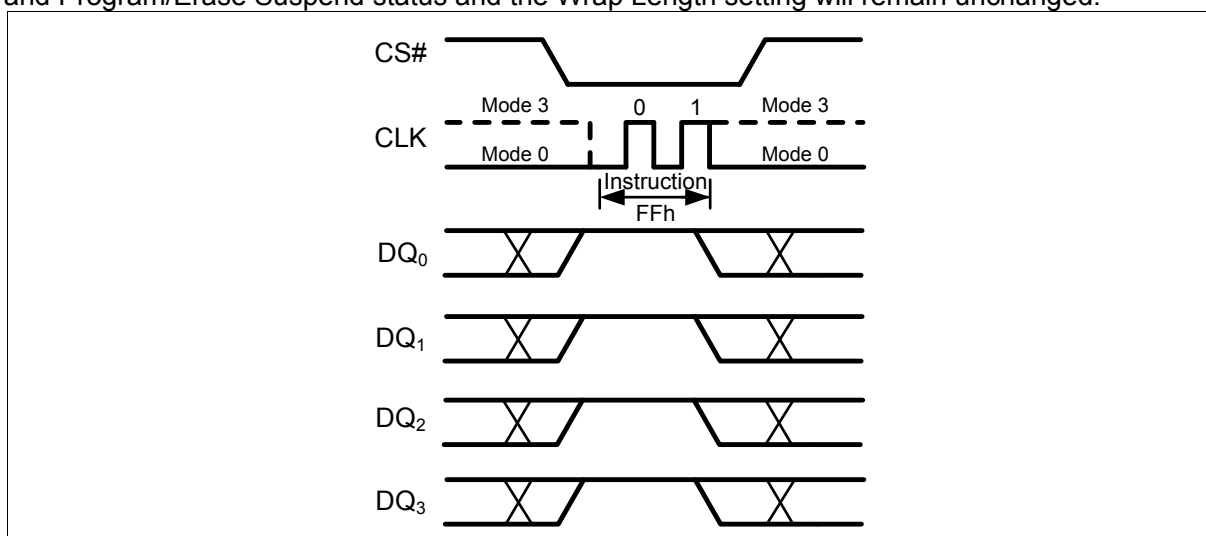 and Program/Erase Suspend status and the Wrap Length setting will remain unchanged.
CS#
Mode 3 0 1 Mode 3
CLK
Mode 0 Mode 0
Instruction
FFh
DQ₀
DQ₁
DQ₂
DQ₃